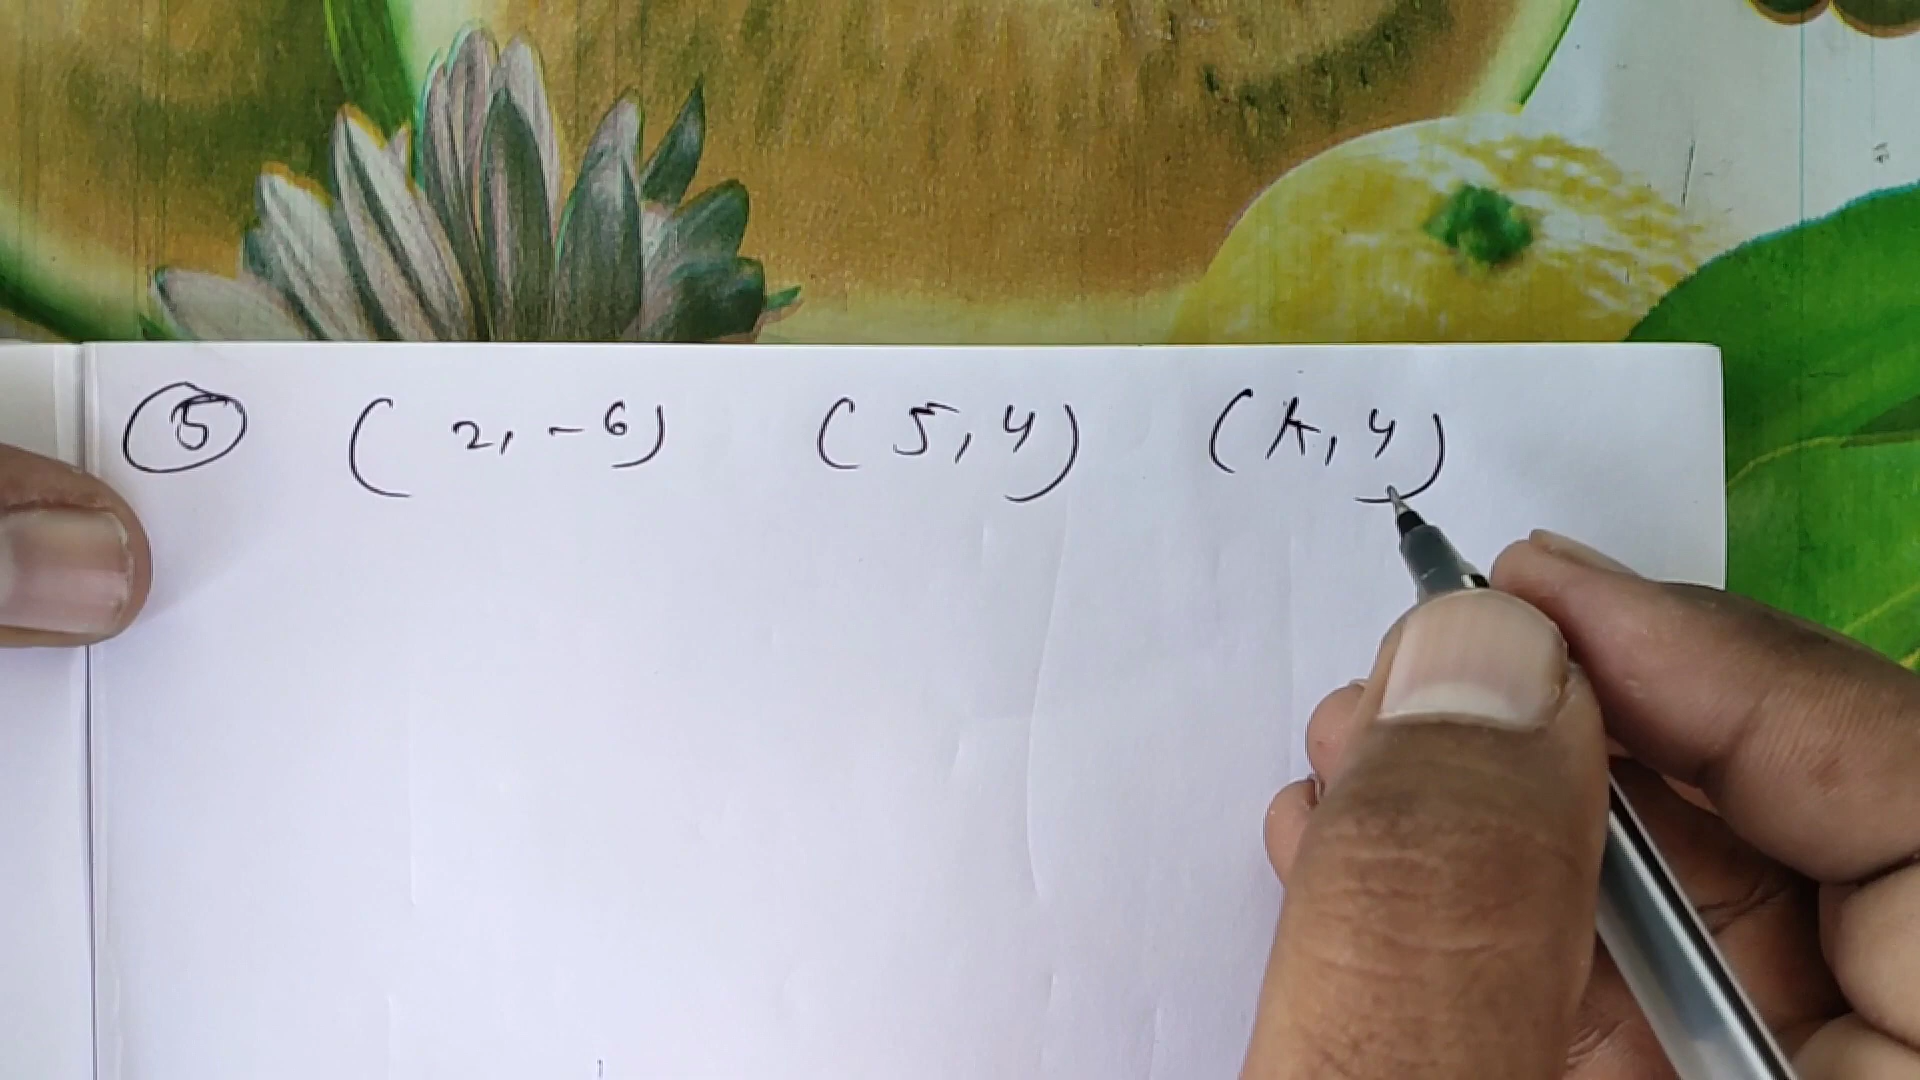 5 (2, -6) (5, 4) (k, 4)